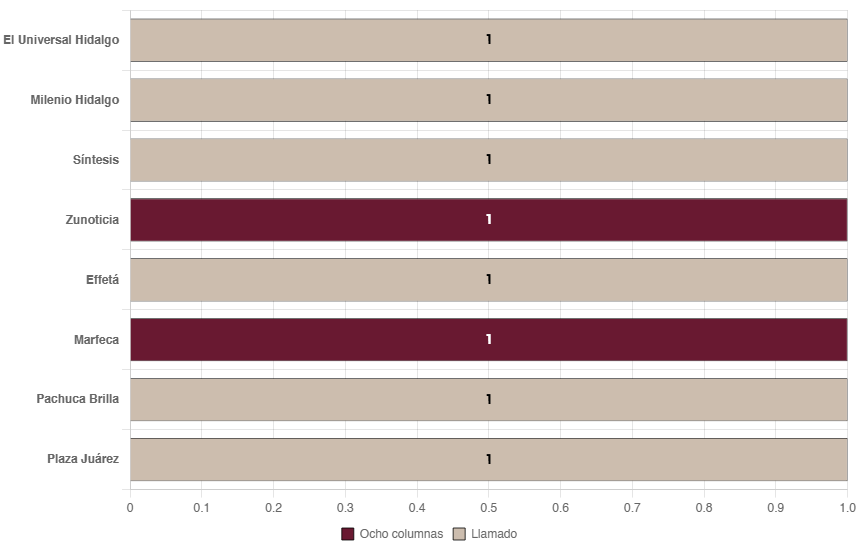 El Universal Hidalgo 1
Milenio Hidalgo 1
Síntesis 1
Zunoticia 1
Effetá 1
Marfeca 1
Pachuca Brilla 1
Plaza Juárez 1
0 0.1 0.2 0.3 0.4 0.5 0.6 0.7 0.8 0.9 1.0
Ocho columnas Llamado